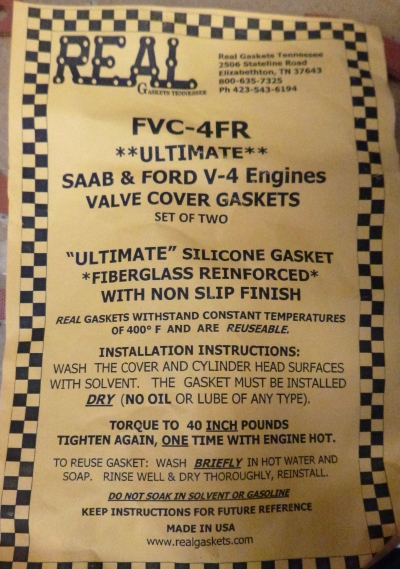 REAL
GASKETS TENNESSEE
Real Gaskets Tennessee
2506 Stateline Road
Elizabethton, TN 37643
800-635-7325
Ph 423-543-6194
FVC-4FR
**ULTIMATE**
SAAB & FORD V-4 Engines
VALVE COVER GASKETS
SET OF TWO
"ULTIMATE" SILICONE GASKET
*FIBERGLASS REINFORCED*
WITH NON SLIP FINISH
REAL GASKETS WITHSTAND CONSTANT TEMPERATURES
OF 400° F AND ARE REUSEABLE.
INSTALLATION INSTRUCTIONS:
WASH THE COVER AND CYLINDER HEAD SURFACES
WITH SOLVENT. THE GASKET MUST BE INSTALLED
DRY (NO OIL OR LUBE OF ANY TYPE).
TORQUE TO 40 INCH POUNDS
TIGHTEN AGAIN, ONE TIME WITH ENGINE HOT.
TO REUSE GASKET: WASH BRIEFLY IN HOT WATER AND
SOAP. RINSE WELL & DRY THOROUGHLY, REINSTALL.
DO NOT SOAK IN SOLVENT OR GASOLINE
KEEP INSTRUCTIONS FOR FUTURE REFERENCE
MADE IN USA
www.realgaskets.com